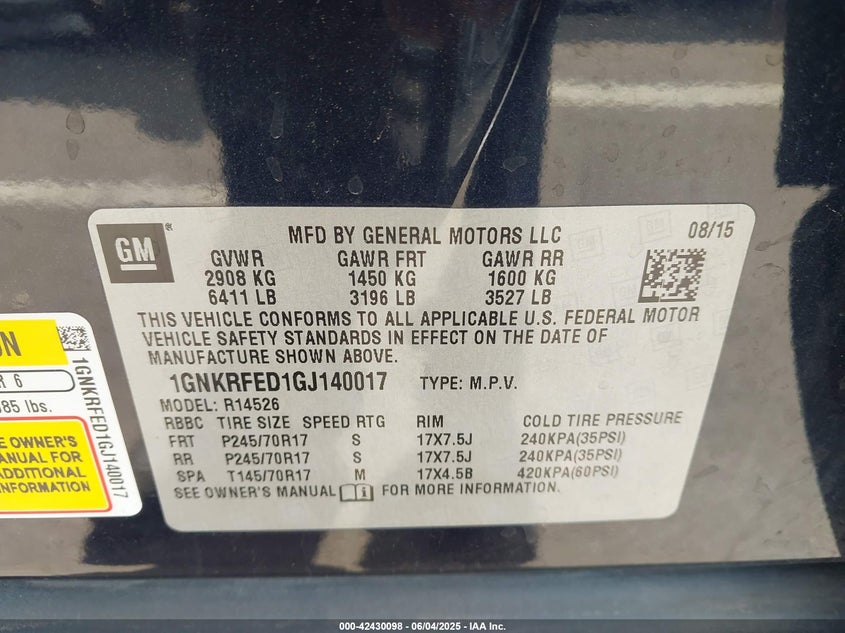 GM
MFD BY GENERAL MOTORS LLC 08/15
GVWR GAWR FRT GAWR RR
2908 KG 1450 KG 1600 KG
6411 LB 3196 LB 3527 LB
THIS VEHICLE CONFORMS TO ALL APPLICABLE U.S. FEDERAL MOTOR
VEHICLE SAFETY STANDARDS IN EFFECT ON THE DATE OF
MANUFACTURE SHOWN ABOVE.
1GNKRFED1GJ140017 TYPE: M.P.V.
MODEL: R14526
RBBC TIRE SIZE SPEED RTG RIM COLD TIRE PRESSURE
FRT P245/70R17 S 17X7.5J 240KPA(35PSI)
RR P245/70R17 S 17X7.5J 240KPA(35PSI)
SPA T145/70R17 M 17X4.5B 420KPA(60PSI)
SEE OWNER'S MANUAL FOR MORE INFORMATION.
ON
R 6
85 lbs.
E OWNER'S
MANUAL FOR
ADDITIONAL
INFORMATION
1GNKRFED1GJ140017
000-42430098 - 06/04/2025 - IAA Inc.